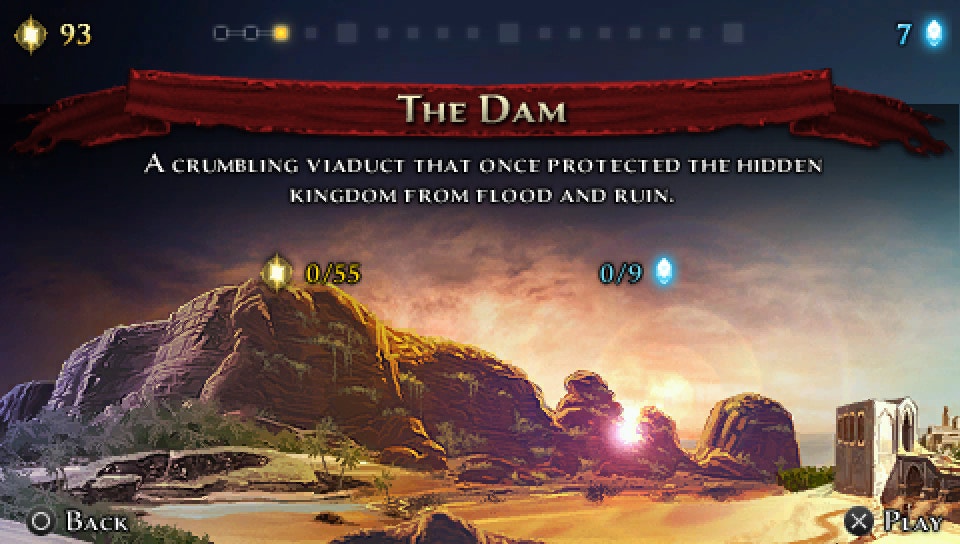 93
7
The Dam
A crumbling viaduct that once protected the hidden
kingdom from flood and ruin.
0/55
0/9
Back
Play